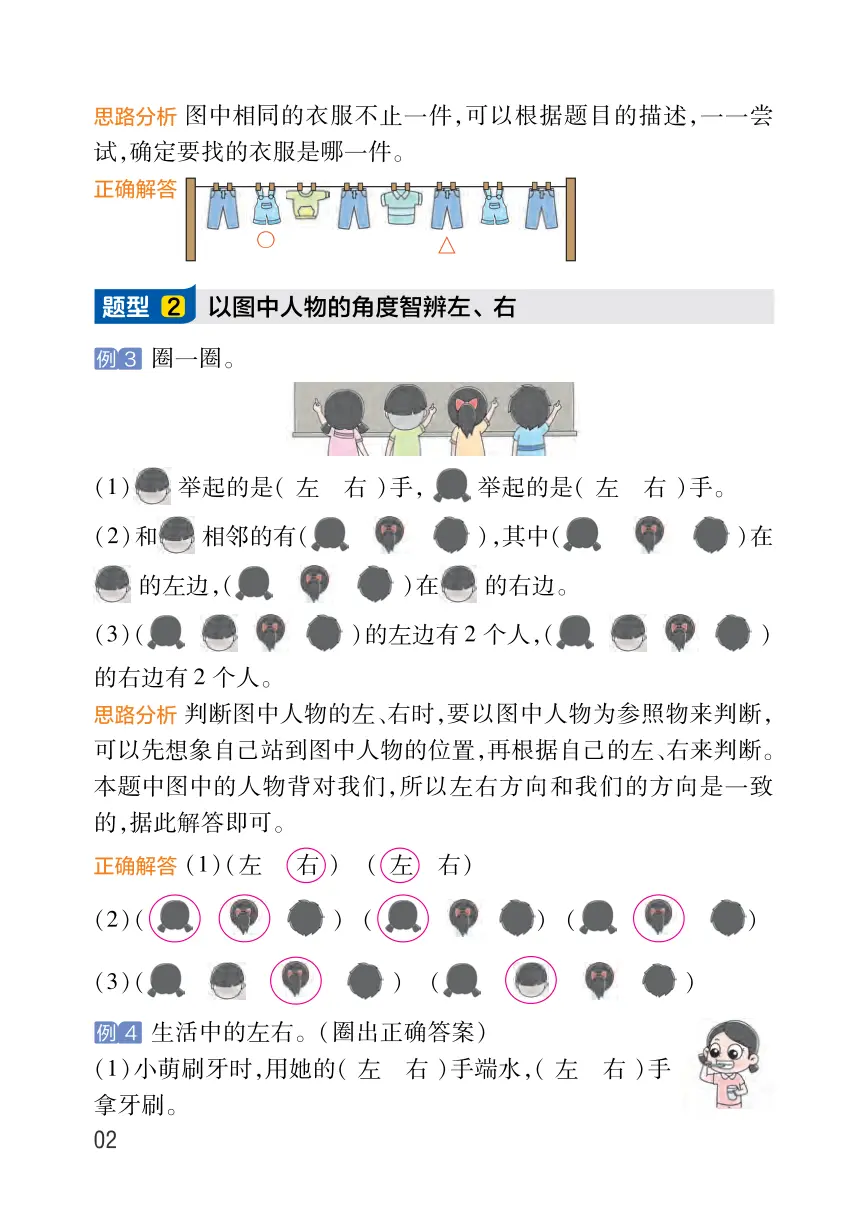 思路分析 图中相同的衣服不止一件,可以根据题目的描述,一一尝
试,确定要找的衣服是哪一件。
正确解答
题型 2 以图中人物的角度智辨左、右
例 3 圈一圈。
(1) 举起的是( 左 右 )手, 举起的是( 左 右 )手。
(2)和 相邻的有( ),其中( )在
的左边,( )在 的右边。
(3)( )的左边有 2 个人,( )
的右边有 2 个人。
思路分析 判断图中人物的左、右时,要以图中人物为参照物来判断,
可以先想象自己站到图中人物的位置,再根据自己的左、右来判断。
本题中图中的人物背对我们,所以左右方向和我们的方向是一致
的,据此解答即可。
正确解答 (1)(左 右) (左 右)
(2)( ) ( ) ( )
(3)( ) ( )
例 4 生活中的左右。(圈出正确答案)
(1)小萌刷牙时,用她的( 左 右 )手端水,( 左 右 )手
拿牙刷。
02